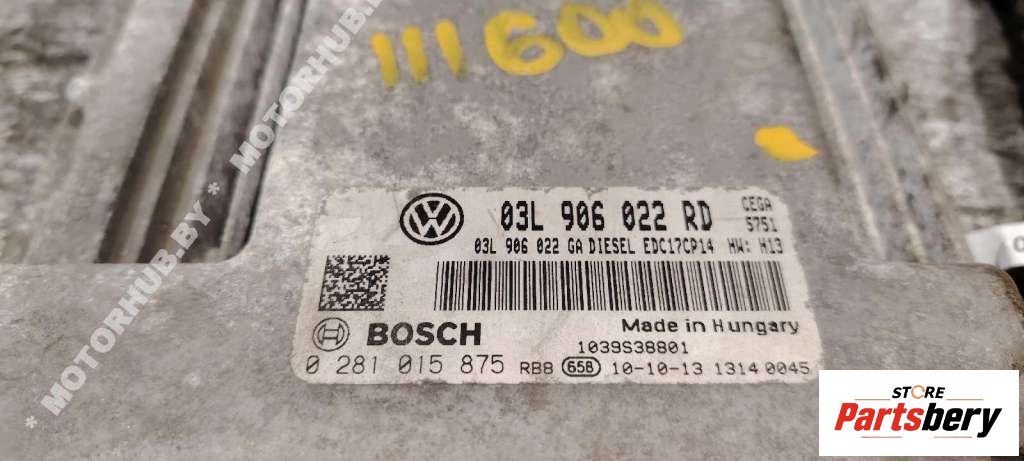 111600
* MOTORHUB.BY * MOTORHUB.BY
03L 906 022 RD
CEGA
5751
03L 906 022 GA DIESEL EDC17CP14 HW: H13
BOSCH
Made in Hungary
1039S38801
0 281 015 875 RB8 658 10-10-13 1314 0045
STORE
Partsbery